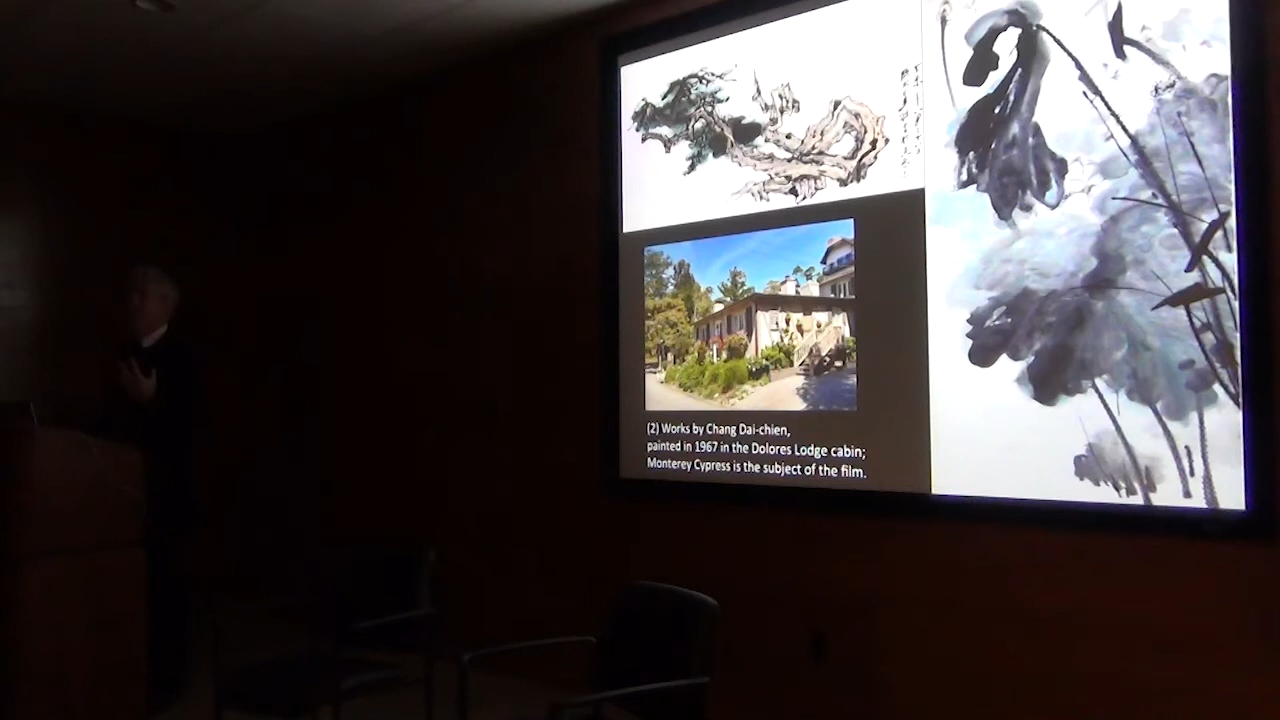 (2) Works by Chang Dai-chien,
painted in 1967 in the Dolores Lodge cabin;
Monterey Cypress is the subject of the film.